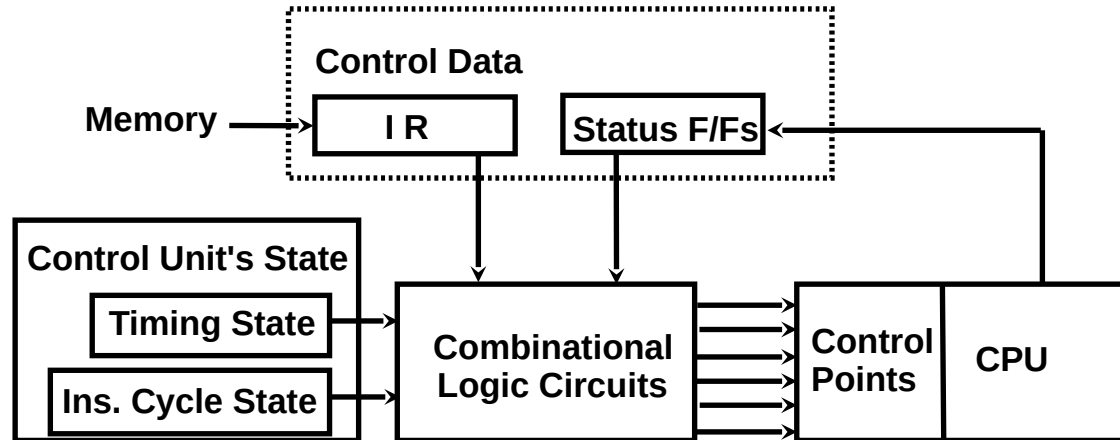 Control Data
Memory
I R
Status F/Fs
Control Unit's State
Timing State
Ins. Cycle State
Combinational
Logic Circuits
Control
Points
CPU